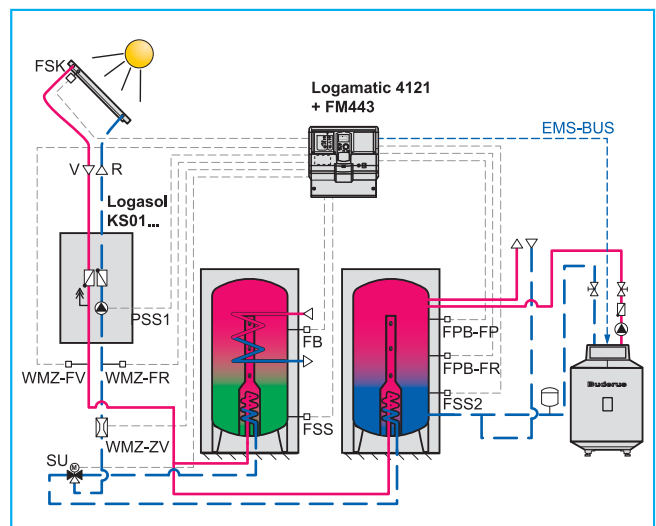 FSK
Logamatic 4121
+ FM443
EMS-BUS
V
R
Logasol
KS01...
PSS1
FB
FPB-FP
FPB-FR
WMZ-FV
WMZ-FR
Buderus
FSS
FSS2
WMZ-ZV
SU
M